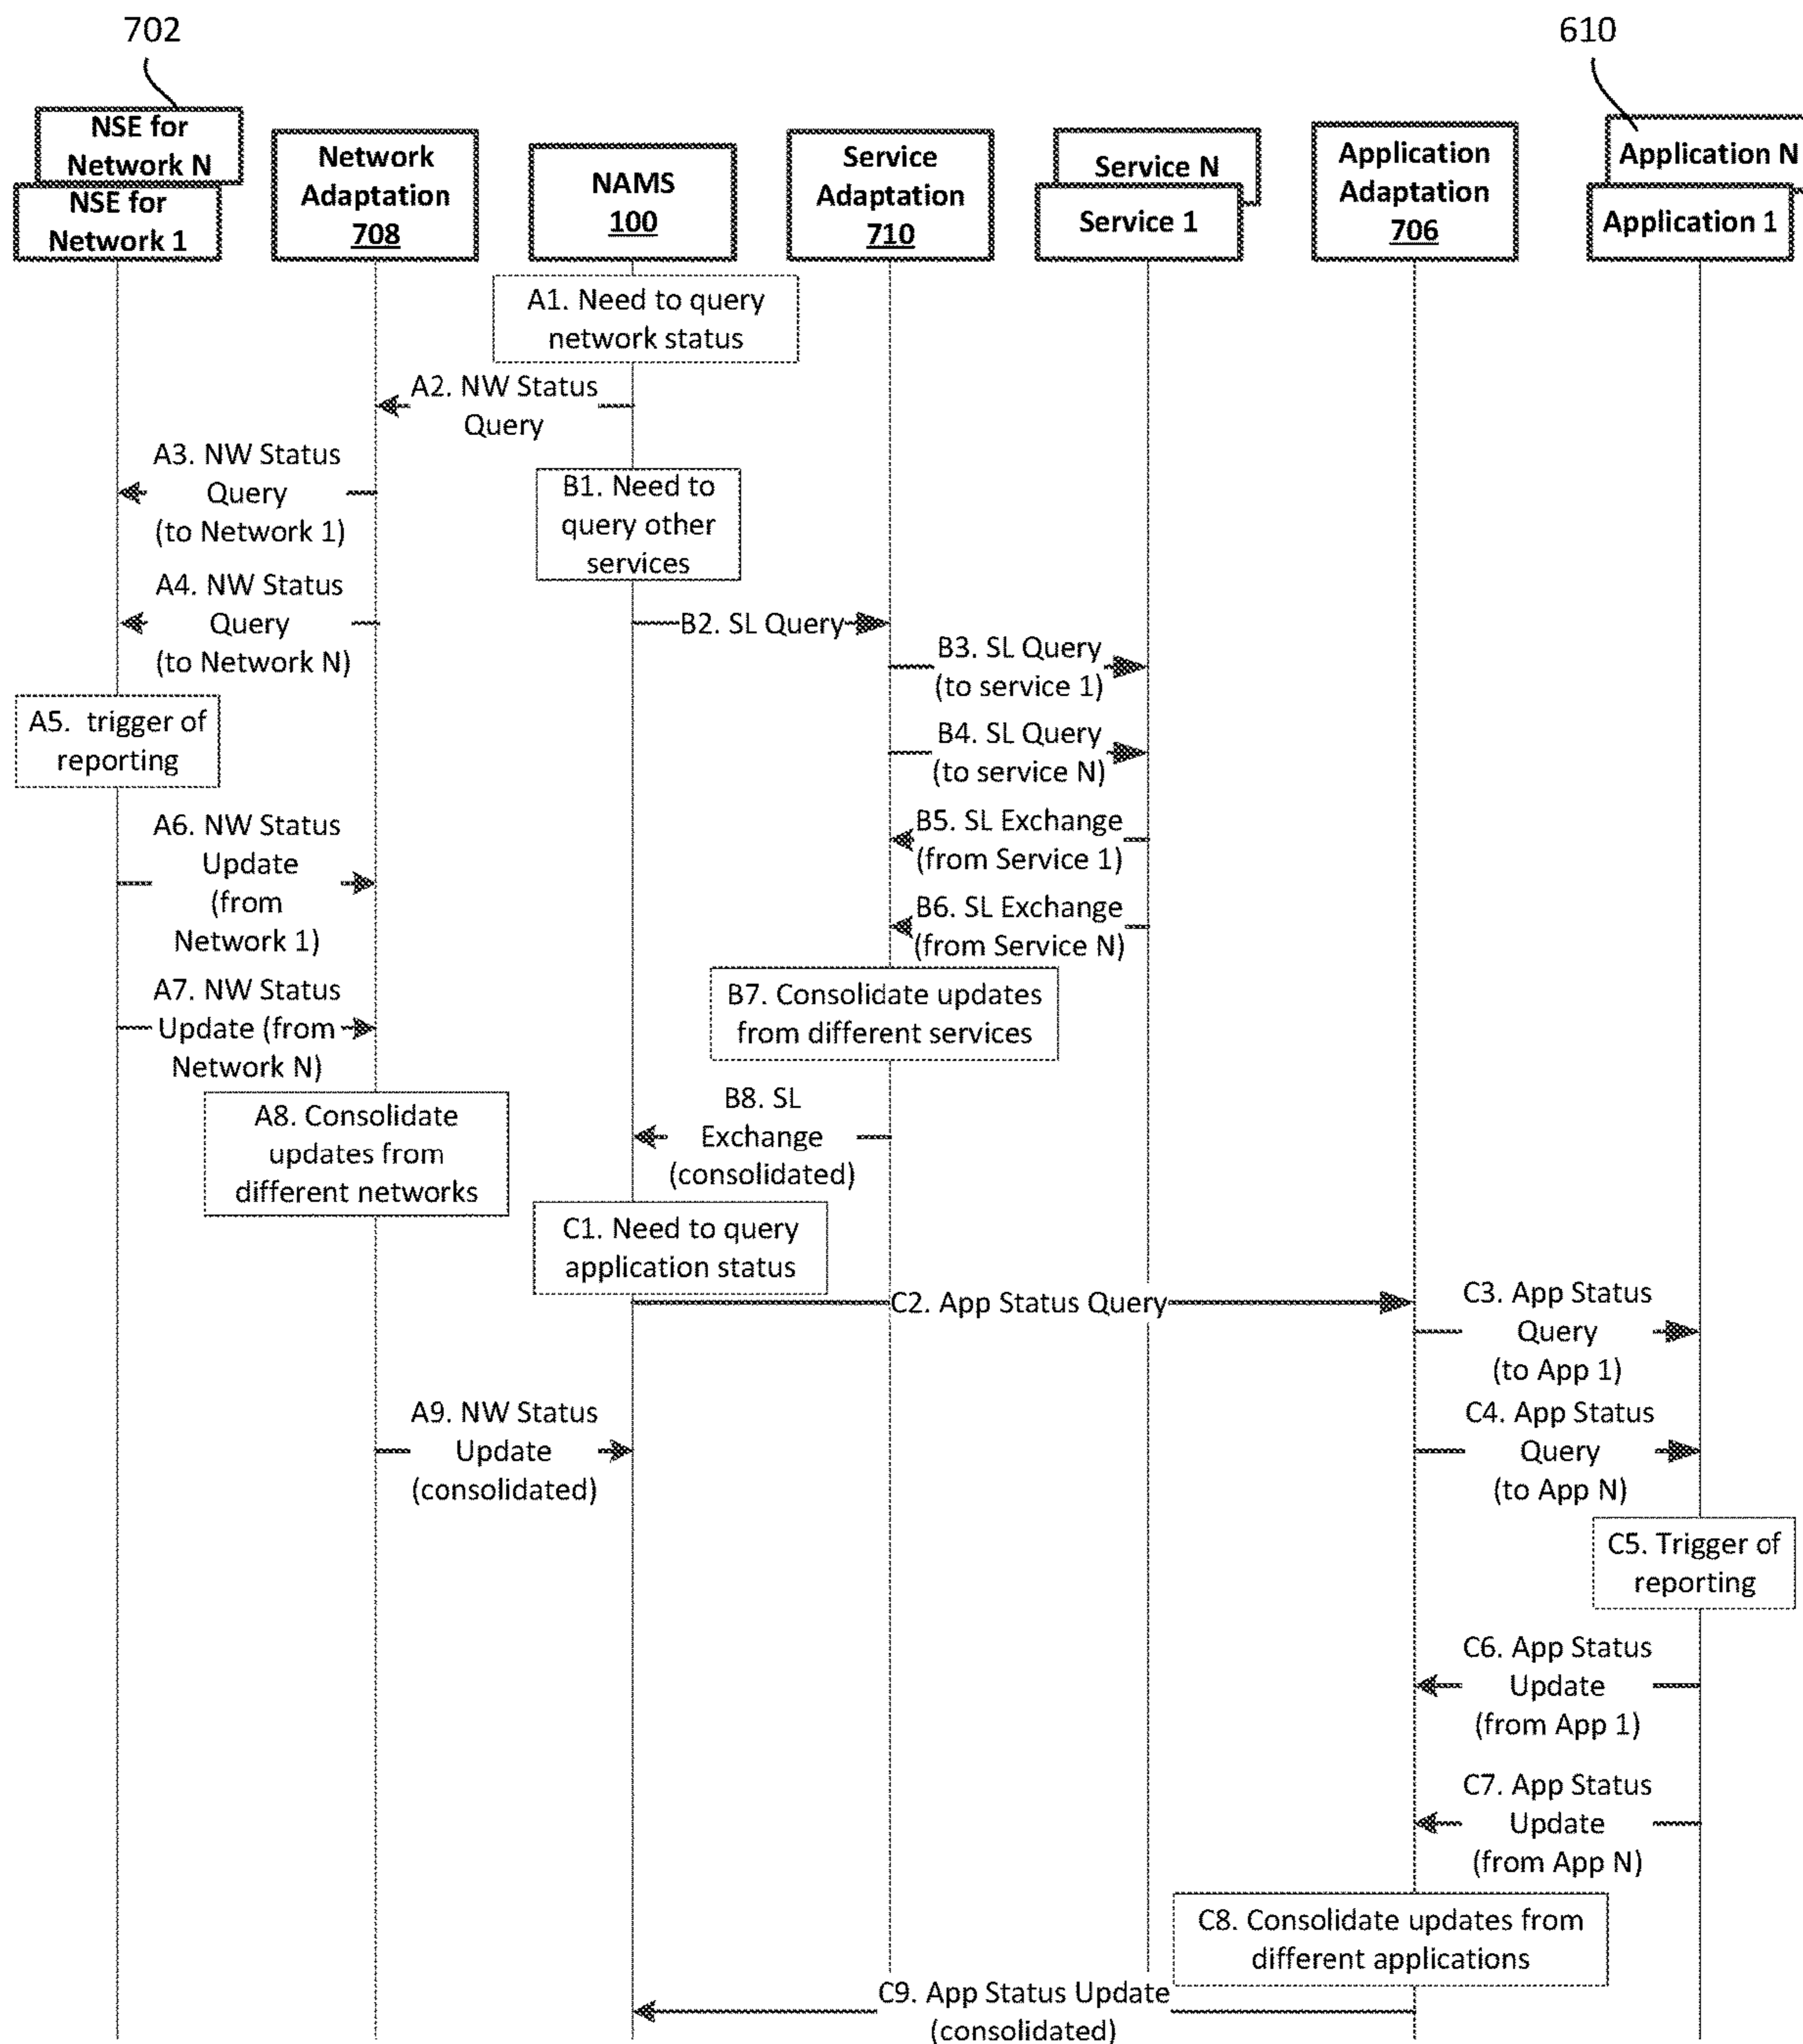 702
610
NSE for
Network N
NSE for
Network 1
Network
Adaptation
708
NAMS
100
Service
Adaptation
710
Service N
Service 1
Application
Adaptation
706
Application N
Application 1
A1. Need to query
network status
A2. NW Status
Query
A3. NW Status
Query
(to Network 1)
B1. Need to
query other
services
A4. NW Status
Query
(to Network N)
B2. SL Query
B3. SL Query
(to service 1)
A5. trigger of
reporting
B4. SL Query
(to service N)
A6. NW Status
Update
(from
Network 1)
B5. SL Exchange
(from Service 1)
B6. SL Exchange
(from Service N)
A7. NW Status
Update (from
Network N)
B7. Consolidate updates
from different services
A8. Consolidate
updates from
different networks
B8. SL
Exchange
(consolidated)
C1. Need to query
application status
C2. App Status Query
C3. App Status
Query
(to App 1)
A9. NW Status
Update
(consolidated)
C4. App Status
Query
(to App N)
C5. Trigger of
reporting
C6. App Status
Update
(from App 1)
C7. App Status
Update
(from App N)
C8. Consolidate updates from
different applications
C9. App Status Update
(consolidated)